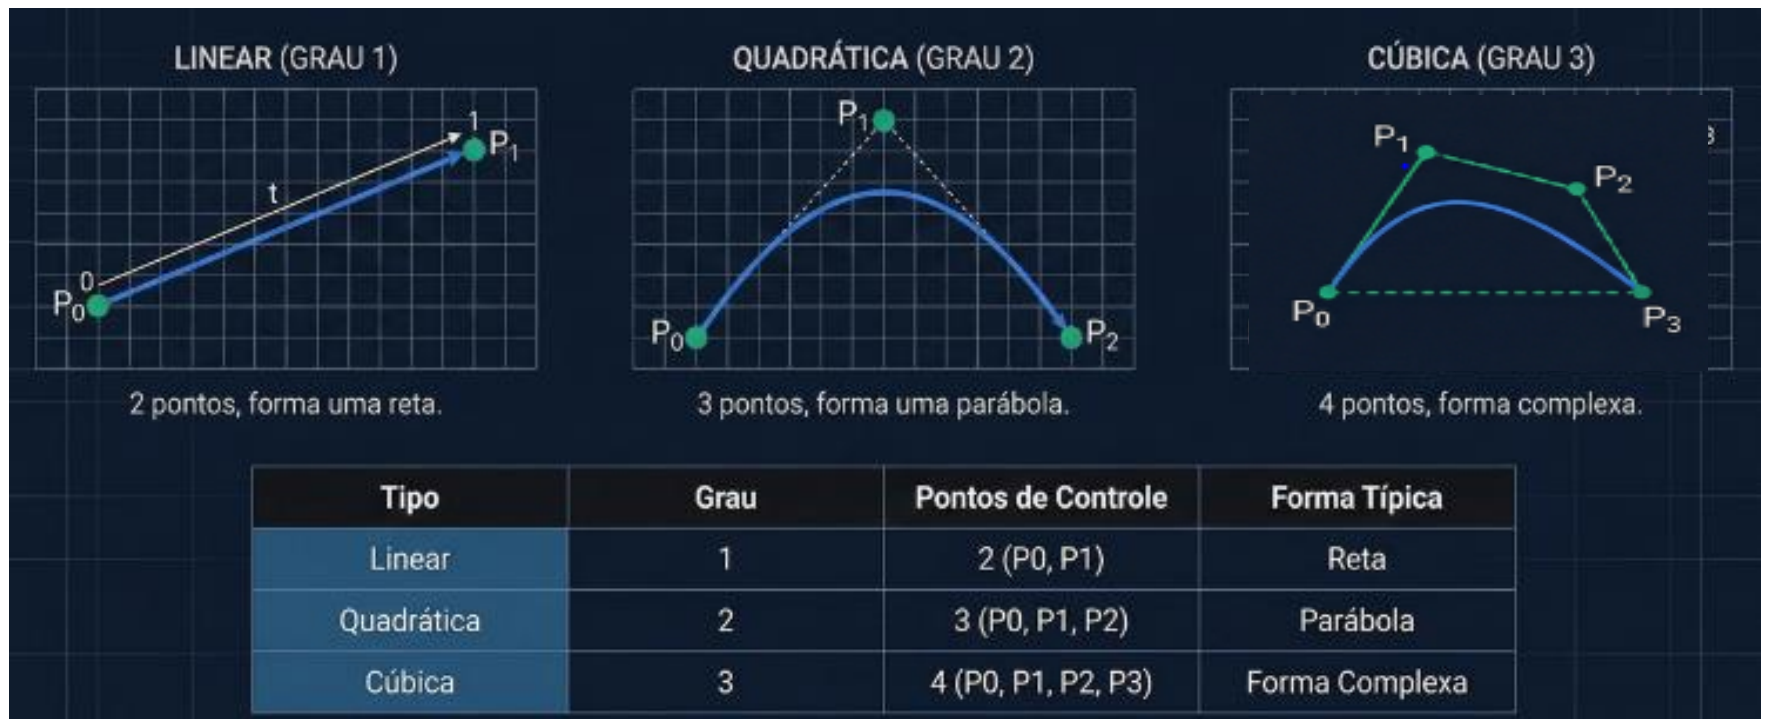 LINEAR (GRAU 1)
1
P₁
t
0
P₀
2 pontos, forma uma reta.
QUADRÁTICA (GRAU 2)
P₁
P₀
P₂
3 pontos, forma uma parábola.
CÚBICA (GRAU 3)
P₁
3
P₂
P₀
P₃
4 pontos, forma complexa.
Tipo Grau Pontos de Controle Forma Típica
Linear 1 2 (P0, P1) Reta
Quadrática 2 3 (P0, P1, P2) Parábola
Cúbica 3 4 (P0, P1, P2, P3) Forma Complexa